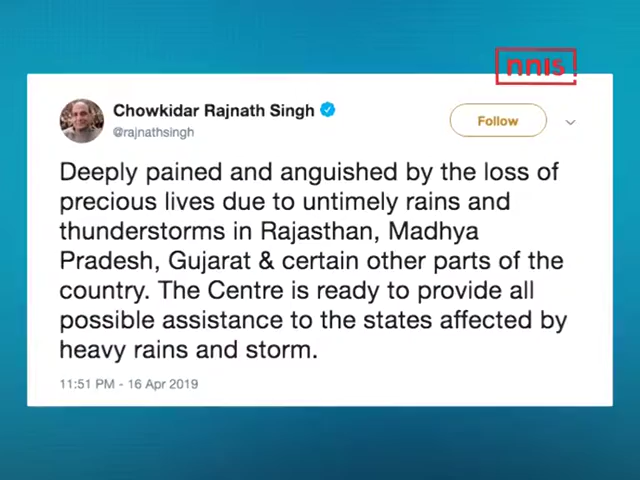 nnis
Chowkidar Rajnath Singh
@rajnathsingh
Follow
Deeply pained and anguished by the loss of
precious lives due to untimely rains and
thunderstorms in Rajasthan, Madhya
Pradesh, Gujarat & certain other parts of the
country. The Centre is ready to provide all
possible assistance to the states affected by
heavy rains and storm.
11:51 PM - 16 Apr 2019